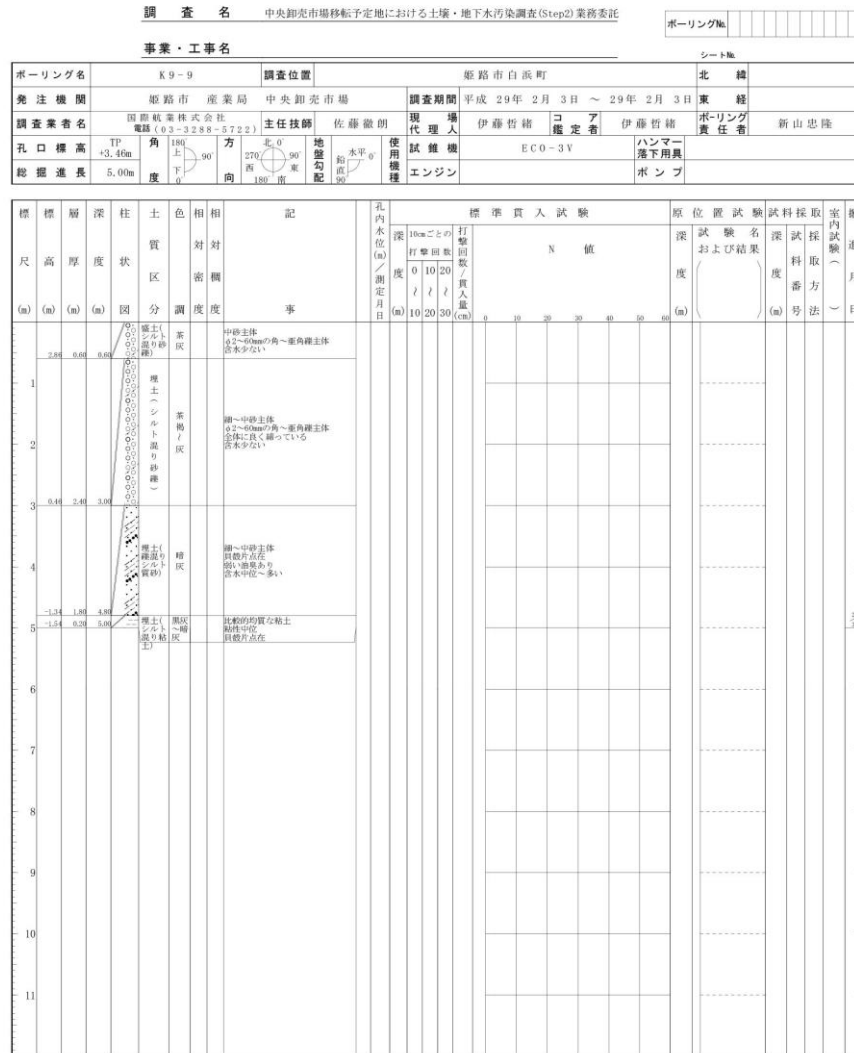 調査名 中央卸売市場移転予定地における土壌・地下水汚染調査(Step2)業務委託
ボーリングNo.
事業・工事名
シートNo.
ボーリング名 K9-9 調査位置 姫路市白浜町 北緯
発注機関 姫路市 産業局 中央卸売市場 調査期間 平成 29年 2月 3日 ～ 29年 2月 3日 東経
調査業者名 国際航業株式会社 電話(03-3288-5722) 主任技師 佐藤徹朗 現場代理人 伊藤哲緒 コア鑑定者 伊藤哲緒 ボーリング責任者 新山忠隆
孔口標高 TP +3.46m 角度 180° 上 下 0° 90° 方向 北 0° 270° 西 90° 東 180° 南 地盤勾配 水平 0° 鉛直 90° 使用機種 試錐機 ECO-3V ハンマー落下用具
総掘進長 5.00m エンジン ポンプ
標尺(m) 標高(m) 層厚(m) 深度(m) 柱状図 土質区分 色調 相対密度 相対稠度 記事 孔内水位(m)／測定月日 標準貫入試験 原位置試験 試料採取 室内試験( )
深度(m) 10cmごとの打撃回数 打撃回数/貫入量(cm) N値 深度(m) 試験名および結果 深度(m) 試料番号 採取方法
0 10 20
～ ～ ～
10 20 30
0 10 20 30 40 50 60
2.86 0.60 0.60 盛土(シルト混り砂礫) 茶灰 中砂主体
φ2～60mmの角～亜角礫主体
含水少ない
1
2
3 0.46 2.40 3.00 埋土(シルト混り砂礫) 茶褐～灰 細～中砂主体
φ2～60mmの角～亜角礫主体
全体に良く締っている
含水少ない
4
-1.34 1.80 4.80 埋土(礫混りシルト質砂) 暗灰 細～中砂主体
貝殻片点在
弱い油臭あり
含水中位～多い
5 -1.54 0.20 5.00 埋土(シルト混り粘土) 黒灰～暗灰 比較的均質な粘土
粘性中位
貝殻片点在
6
7
8
9
10
11